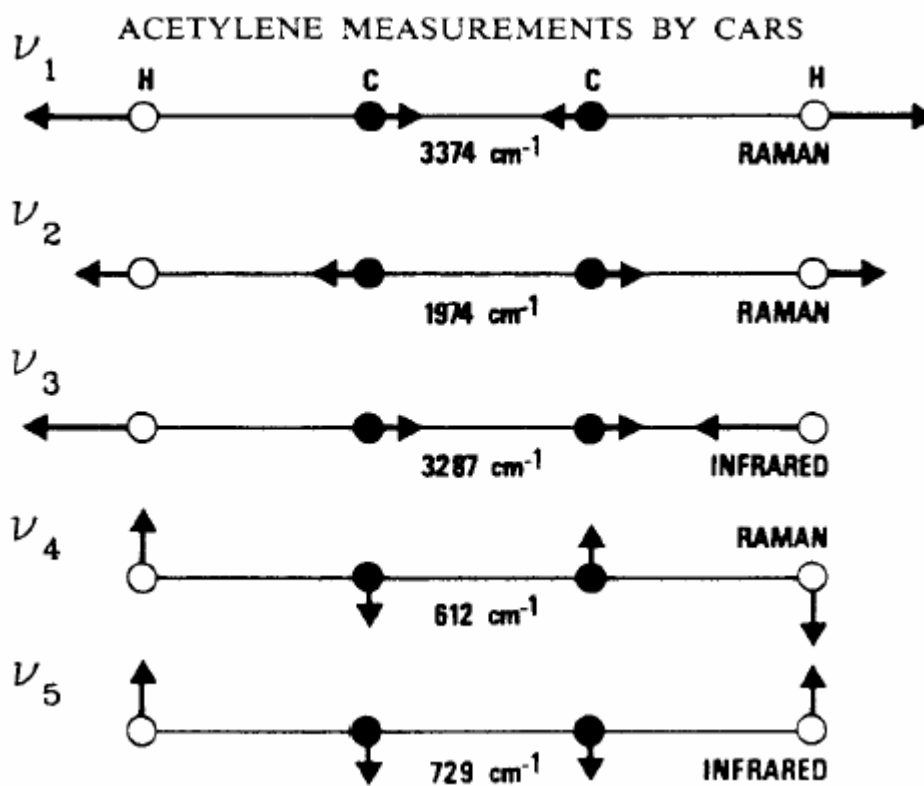 ACETYLENE MEASUREMENTS BY CARS
ν1
H C C H
3374 cm-1 RAMAN
ν2
1974 cm-1 RAMAN
ν3
3287 cm-1 INFRARED
ν4 RAMAN
612 cm-1
ν5
729 cm-1 INFRARED